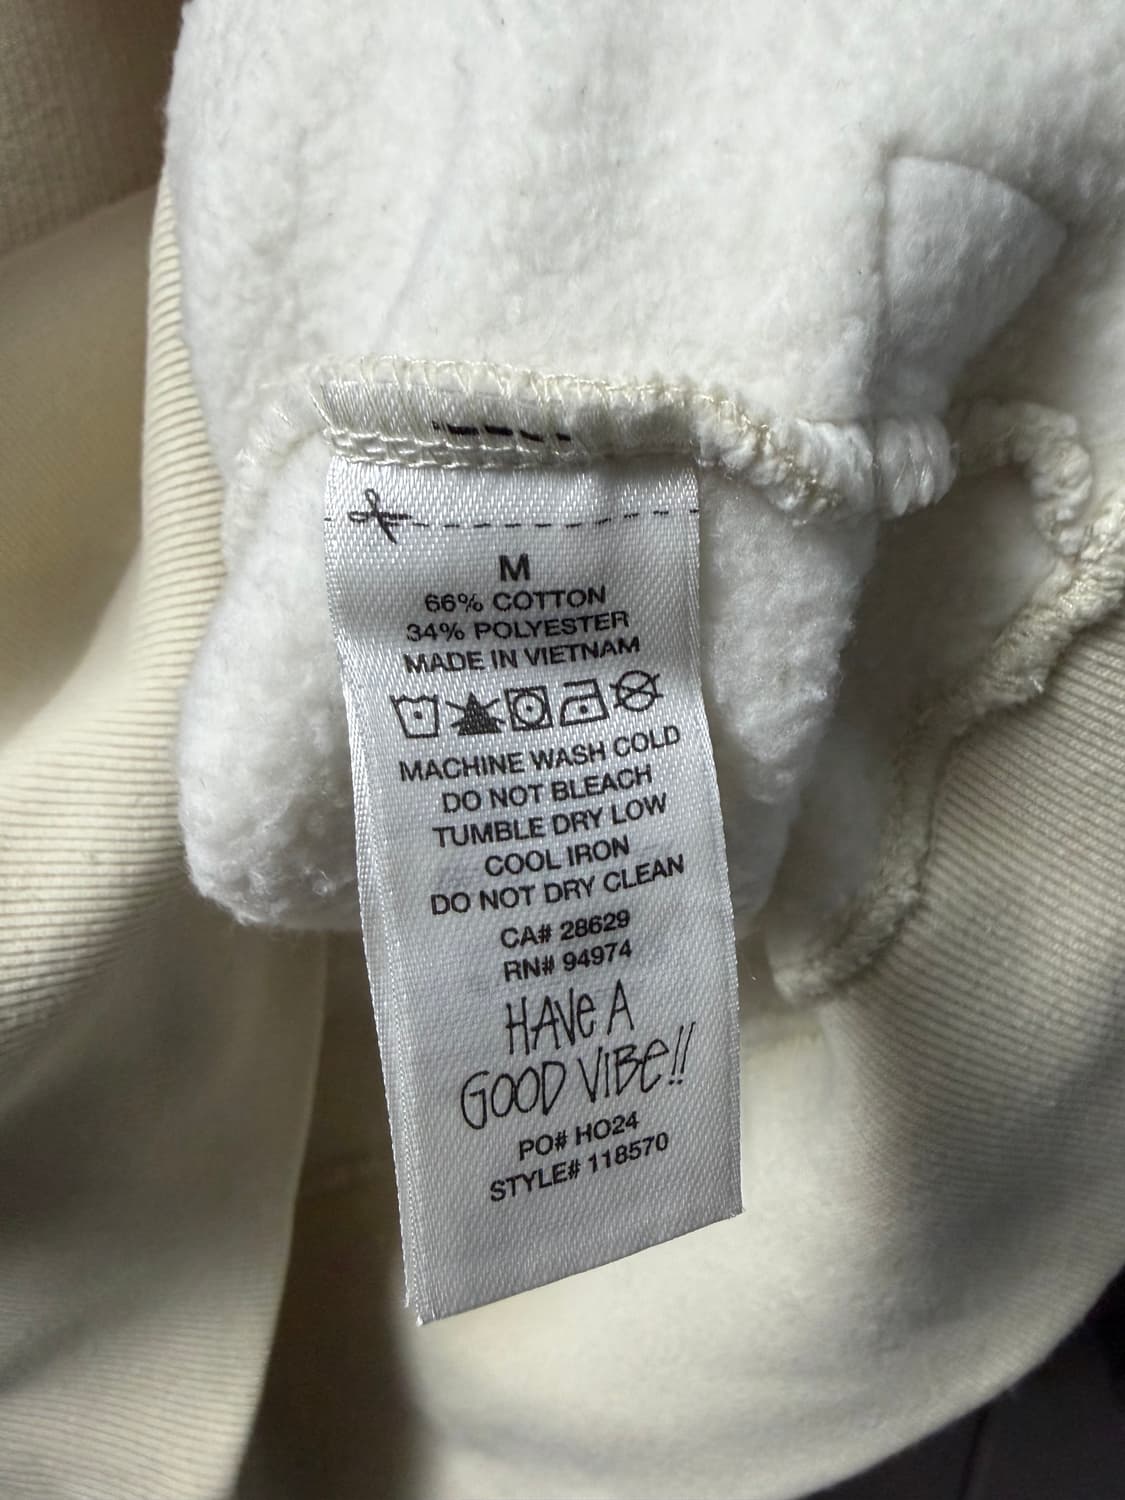 M
66% COTTON
34% POLYESTER
MADE IN VIETNAM
MACHINE WASH COLD
DO NOT BLEACH
TUMBLE DRY LOW
COOL IRON
DO NOT DRY CLEAN
CA# 28629
RN# 94974
HAVe A
GOOD ViBe!!
PO# HO24
STYLE# 118570